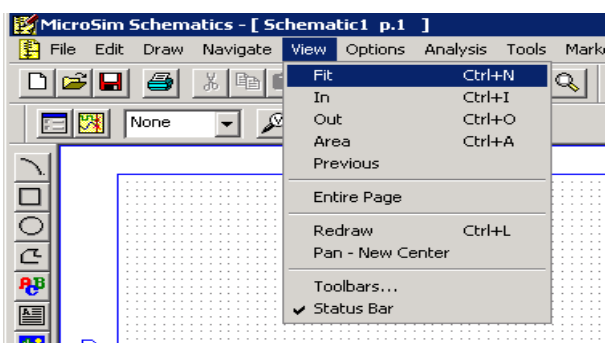 MicroSim Schematics - [ Schematic1 p.1 ]
File Edit Draw Navigate View Options Analysis Tools
None
Fit Ctrl+N
In Ctrl+I
Out Ctrl+O
Area Ctrl+A
Previous
Entire Page
Redraw Ctrl+L
Pan - New Center
Toolbars...
Status Bar